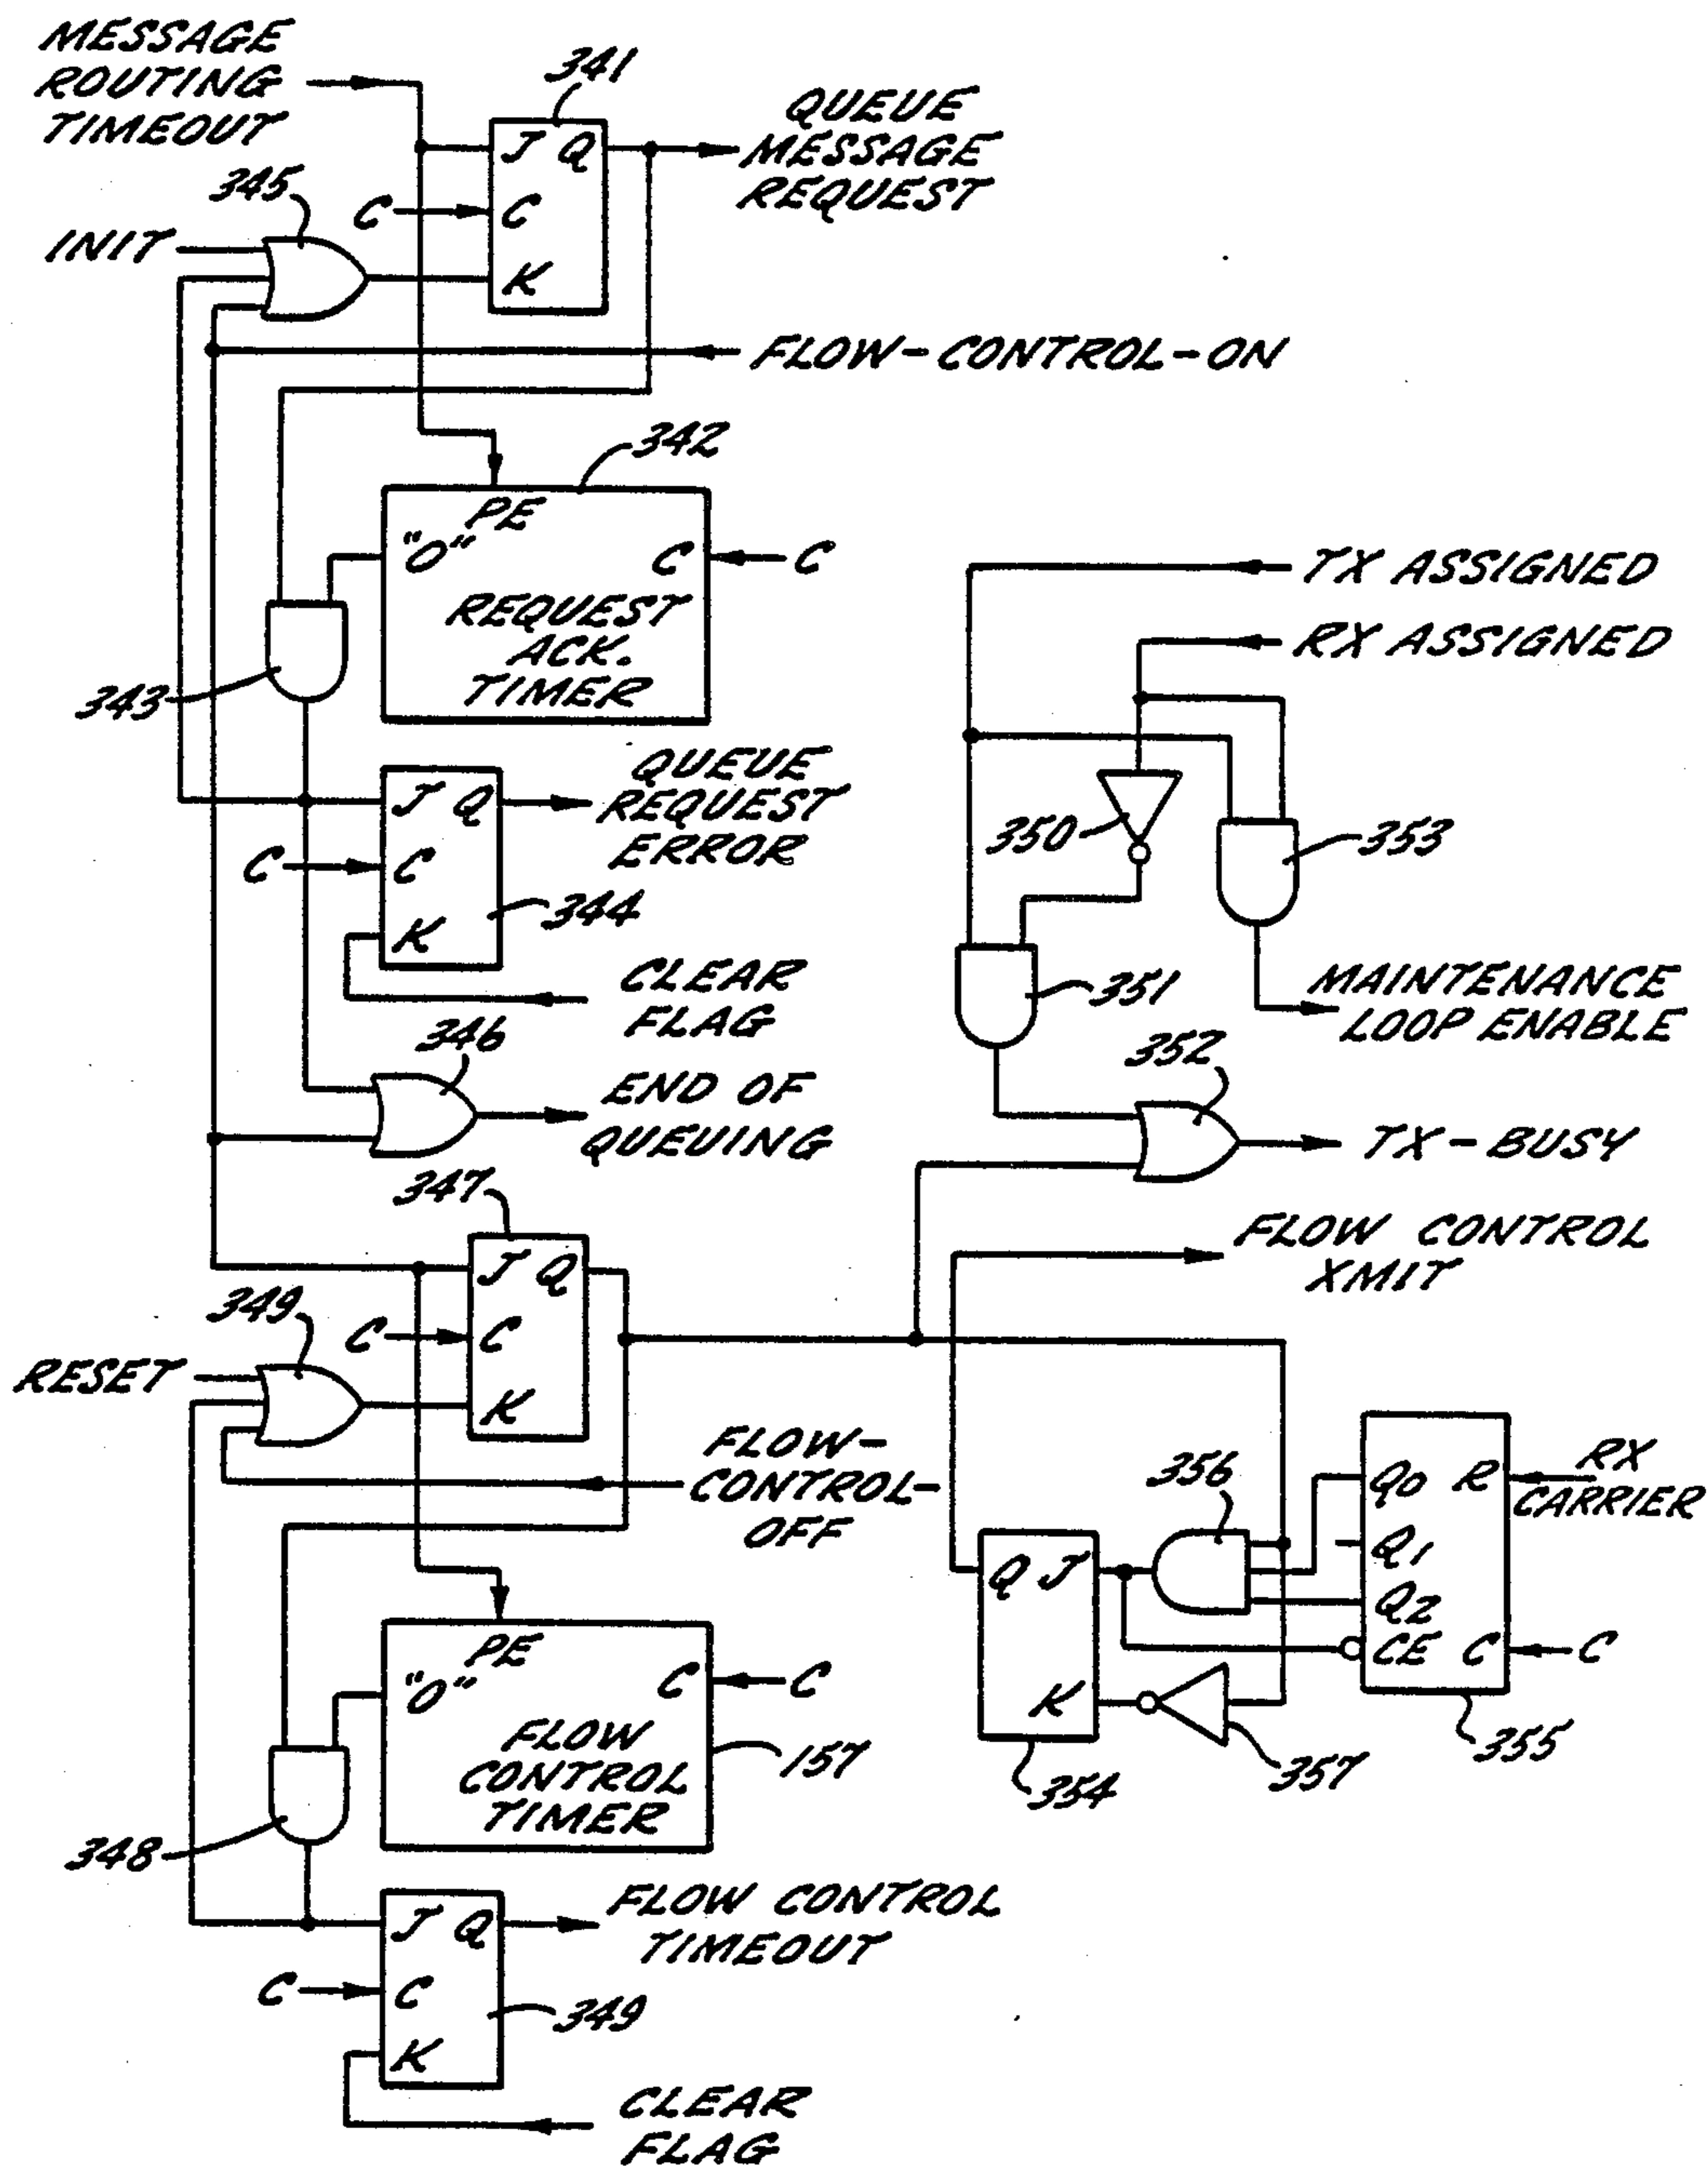 MESSAGE
ROUTING
TIMEOUT
341
J Q
C
C
K
QUEUE
MESSAGE
REQUEST
345
INIT
FLOW-CONTROL-ON
342
PE
"0"
C
C
REQUEST
ACK.
TIMER
343
J Q
C
C
K
QUEUE
REQUEST
ERROR
344
CLEAR
FLAG
346
END OF
QUEUING
TX ASSIGNED
RX ASSIGNED
350
353
351
MAINTENANCE
LOOP ENABLE
352
TX-BUSY
347
J Q
C
C
K
FLOW CONTROL
XMIT
349
RESET
FLOW-
CONTROL-
OFF
356
Q0 R
RX
CARRIER
Q1
Q2
CE C
C
355
Q J
K
354
357
PE
"0"
C
C
FLOW
CONTROL
TIMER
157
348
J Q
C
C
K
FLOW CONTROL
TIMEOUT
349
CLEAR
FLAG